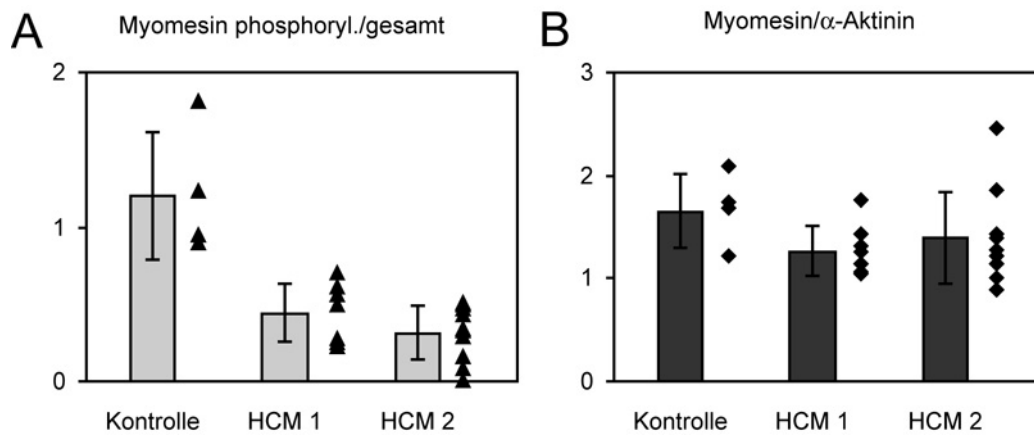 A
Myomesin phosphoryl./gesamt
2
1
0
Kontrolle
HCM 1
HCM 2
B
Myomesin/α-Aktinin
3
2
1
0
Kontrolle
HCM 1
HCM 2